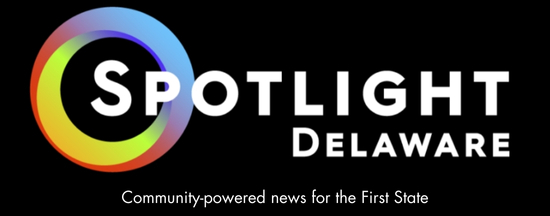 SPOTLIGHT
DELAWARE
Community-powered news for the First State